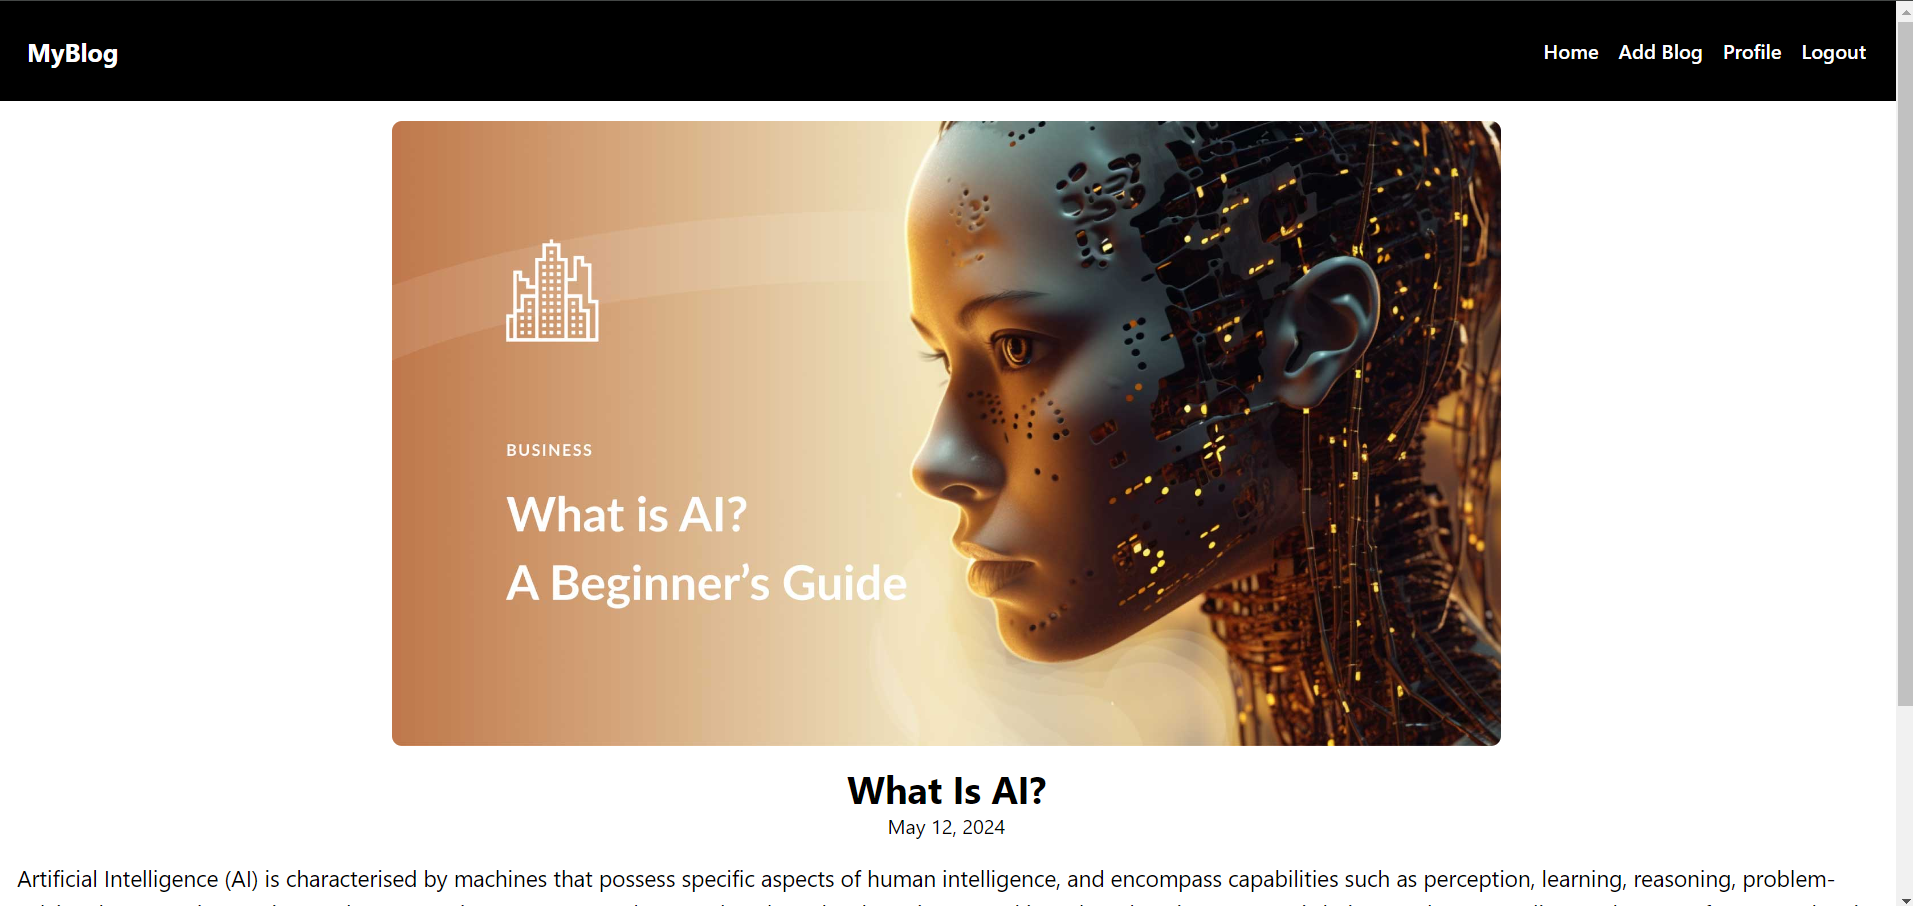 MyBlog
Home Add Blog Profile Logout
BUSINESS
What is AI?
A Beginner’s Guide
What Is AI?
May 12, 2024
Artificial Intelligence (AI) is characterised by machines that possess specific aspects of human intelligence, and encompass capabilities such as perception, learning, reasoning, problem-